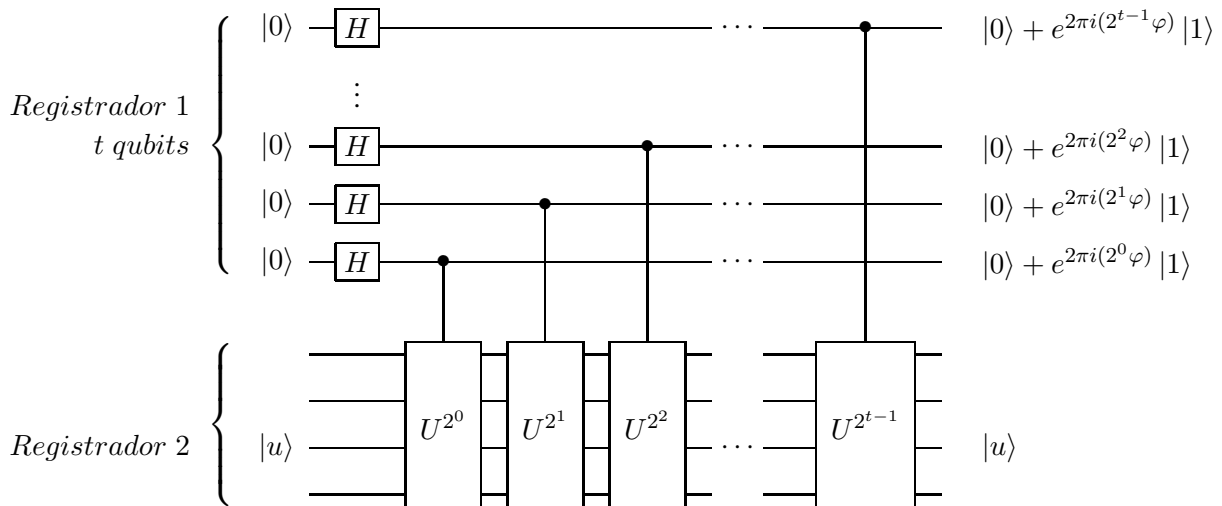 |0⟩ H ··· |0⟩ + e^{2πi(2^{t−1}φ)} |1⟩
⋮
Registrador 1
t qubits
|0⟩ H ··· |0⟩ + e^{2πi(2^2φ)} |1⟩
|0⟩ H ··· |0⟩ + e^{2πi(2^1φ)} |1⟩
|0⟩ H ··· |0⟩ + e^{2πi(2^0φ)} |1⟩
U^{2^0} U^{2^1} U^{2^2} U^{2^{t−1}}
Registrador 2 |u⟩ ··· |u⟩